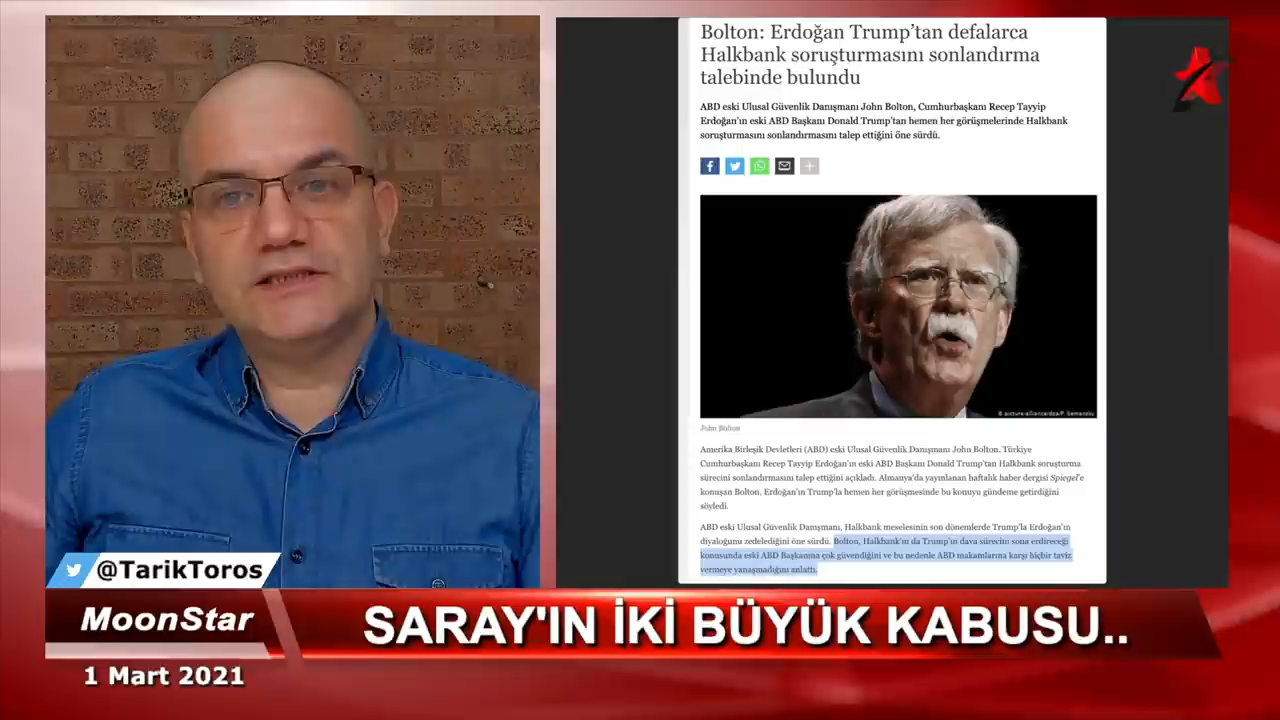 Bolton: Erdoğan Trump'tan defalarca
Halkbank soruşturmasını sonlandırma
talebinde bulundu
ABD eski Ulusal Güvenlik Danışmanı John Bolton, Cumhurbaşkanı Recep Tayyip
Erdoğan'ın eski ABD Başkanı Donald Trump'tan hemen her görüşmelerinde Halkbank
soruşturmasını sonlandırmasını talep ettiğini öne sürdü.
© picture-alliance/dpa/P. Semansky
John Bolton
Amerika Birleşik Devletleri (ABD) eski Ulusal Güvenlik Danışmanı John Bolton, Türkiye
Cumhurbaşkanı Recep Tayyip Erdoğan'ın eski ABD Başkanı Donald Trump'tan Halkbank soruşturma
sürecini sonlandırmasını talep ettiğini açıkladı. Almanya'da yayınlanan haftalık haber dergisi Spiegel'e
konuşan Bolton, Erdoğan'ın Trump'la hemen her görüşmesinde bu konuyu gündeme getirdiğini
söyledi.
ABD eski Ulusal Güvenlik Danışmanı, Halkbank meselesinin son dönemlerde Trump'la Erdoğan'ın
diyaloğunu zedelediğini öne sürdü. Bolton, Halkbank'ın da Trump'ın dava sürecini sona erdireceği
konusunda eski ABD Başkanına çok güvendiğini ve bu nedenle ABD makamlarına karşı hiçbir taviz
vermeye yanaşmadığını anlattı.
@TarikToros
MoonStar
SARAY'IN İKİ BÜYÜK KABUSU..
1 Mart 2021